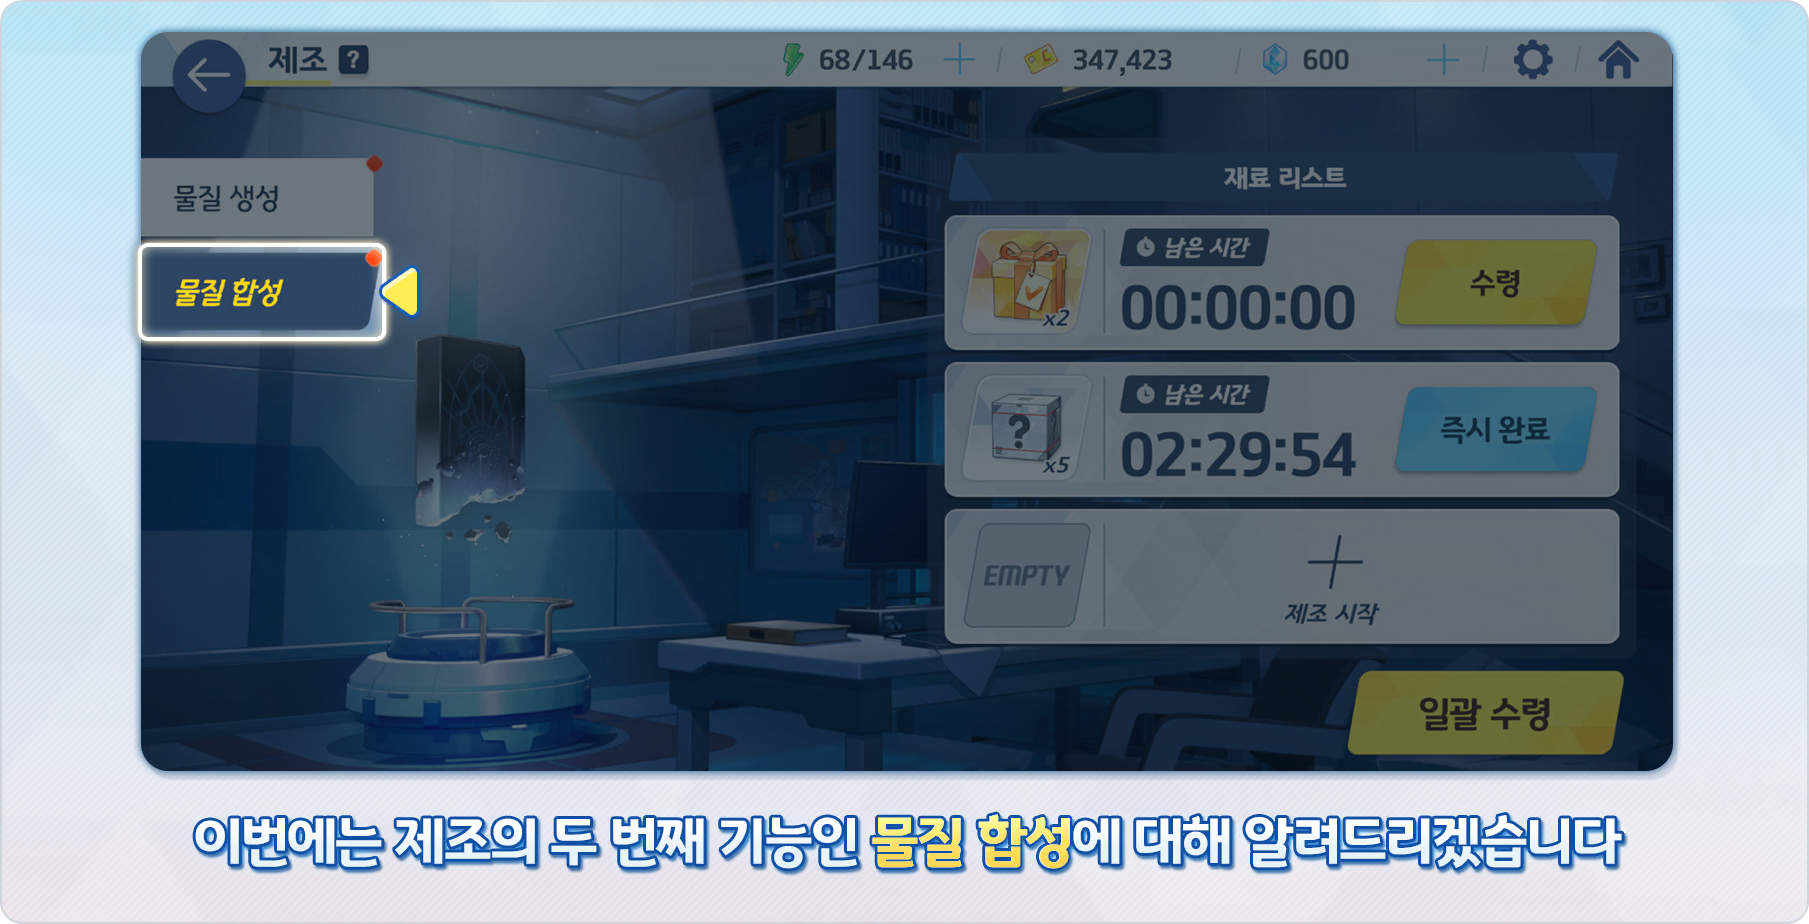 제조 ? 68/146 347,423 600
물질 생성
물질 합성
재료 리스트
x2
남은 시간
00:00:00
수령
?
x5
남은 시간
02:29:54
즉시 완료
EMPTY
제조 시작
일괄 수령
이번에는 제조의 두 번째 기능인 물질 합성에 대해 알려드리겠습니다